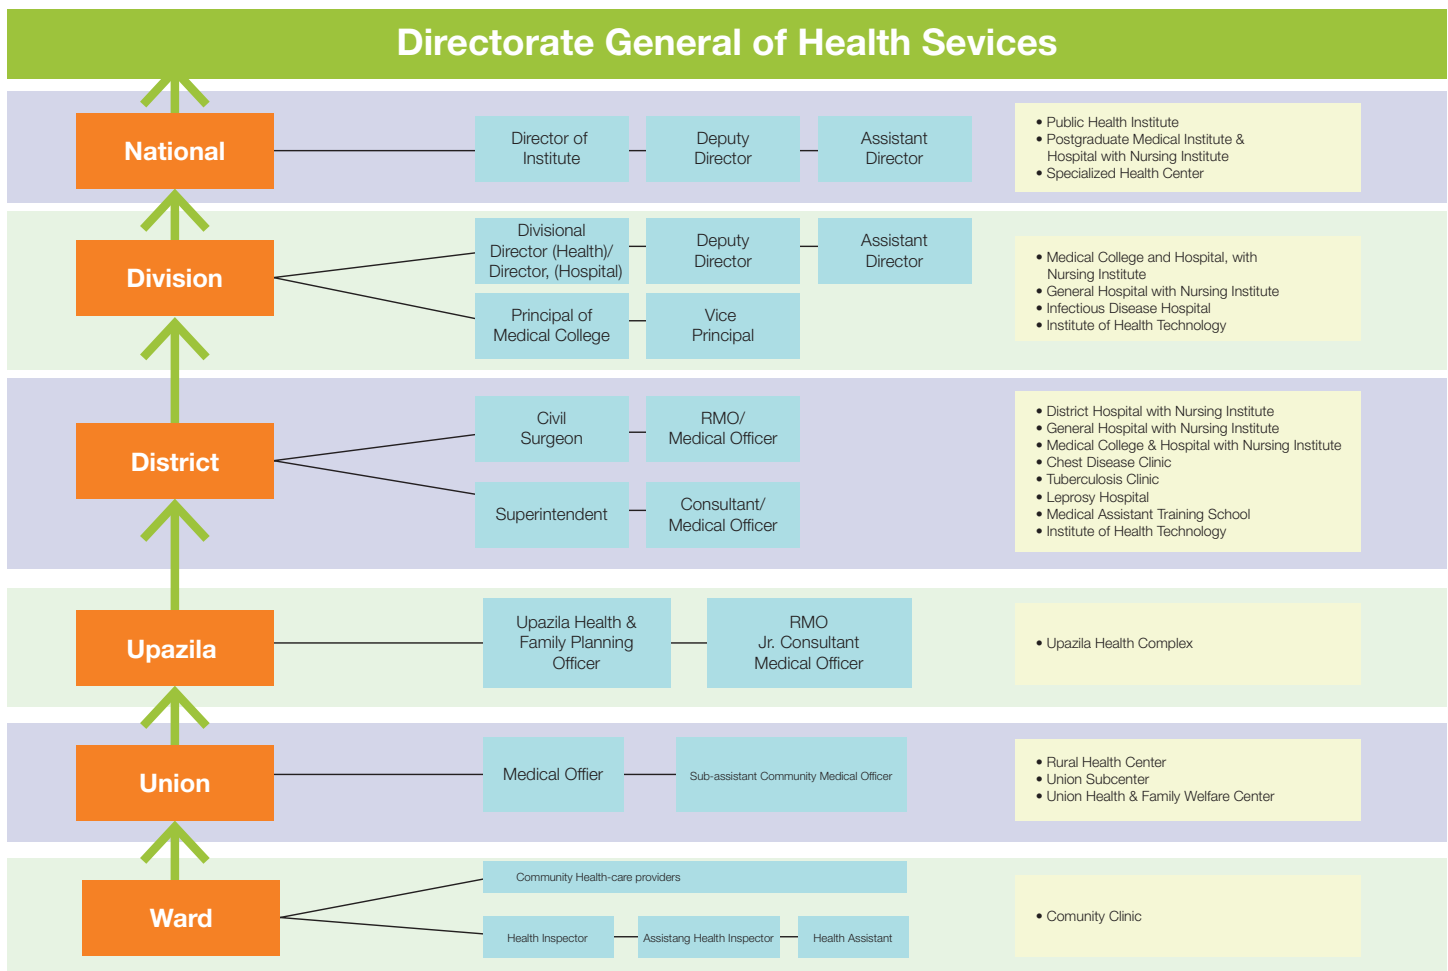 Directorate General of Health Sevices
National
Director of
Institute
Deputy
Director
Assistant
Director
• Public Health Institute
• Postgraduate Medical Institute &
Hospital with Nursing Institute
• Specialized Health Center
Division
Divisional
Director (Health)/
Director, (Hospital)
Deputy
Director
Assistant
Director
Principal of
Medical College
Vice
Principal
• Medical College and Hospital, with
Nursing Institute
• General Hospital with Nursing Institute
• Infectious Disease Hospital
• Institute of Health Technology
District
Civil
Surgeon
RMO/
Medical Officer
Superintendent
Consultant/
Medical Officer
• District Hospital with Nursing Institute
• General Hospital with Nursing Institute
• Medical College & Hospital with Nursing Institute
• Chest Disease Clinic
• Tuberculosis Clinic
• Leprosy Hospital
• Medical Assistant Training School
• Institute of Health Technology
Upazila
Upazila Health &
Family Planning
Officer
RMO
Jr. Consultant
Medical Officer
• Upazila Health Complex
Union
Medical Offier
Sub-assistant Community Medical Officer
• Rural Health Center
• Union Subcenter
• Union Health & Family Welfare Center
Ward
Community Health-care providers
Health Inspector
Assistang Health Inspector
Health Assistant
• Comunity Clinic